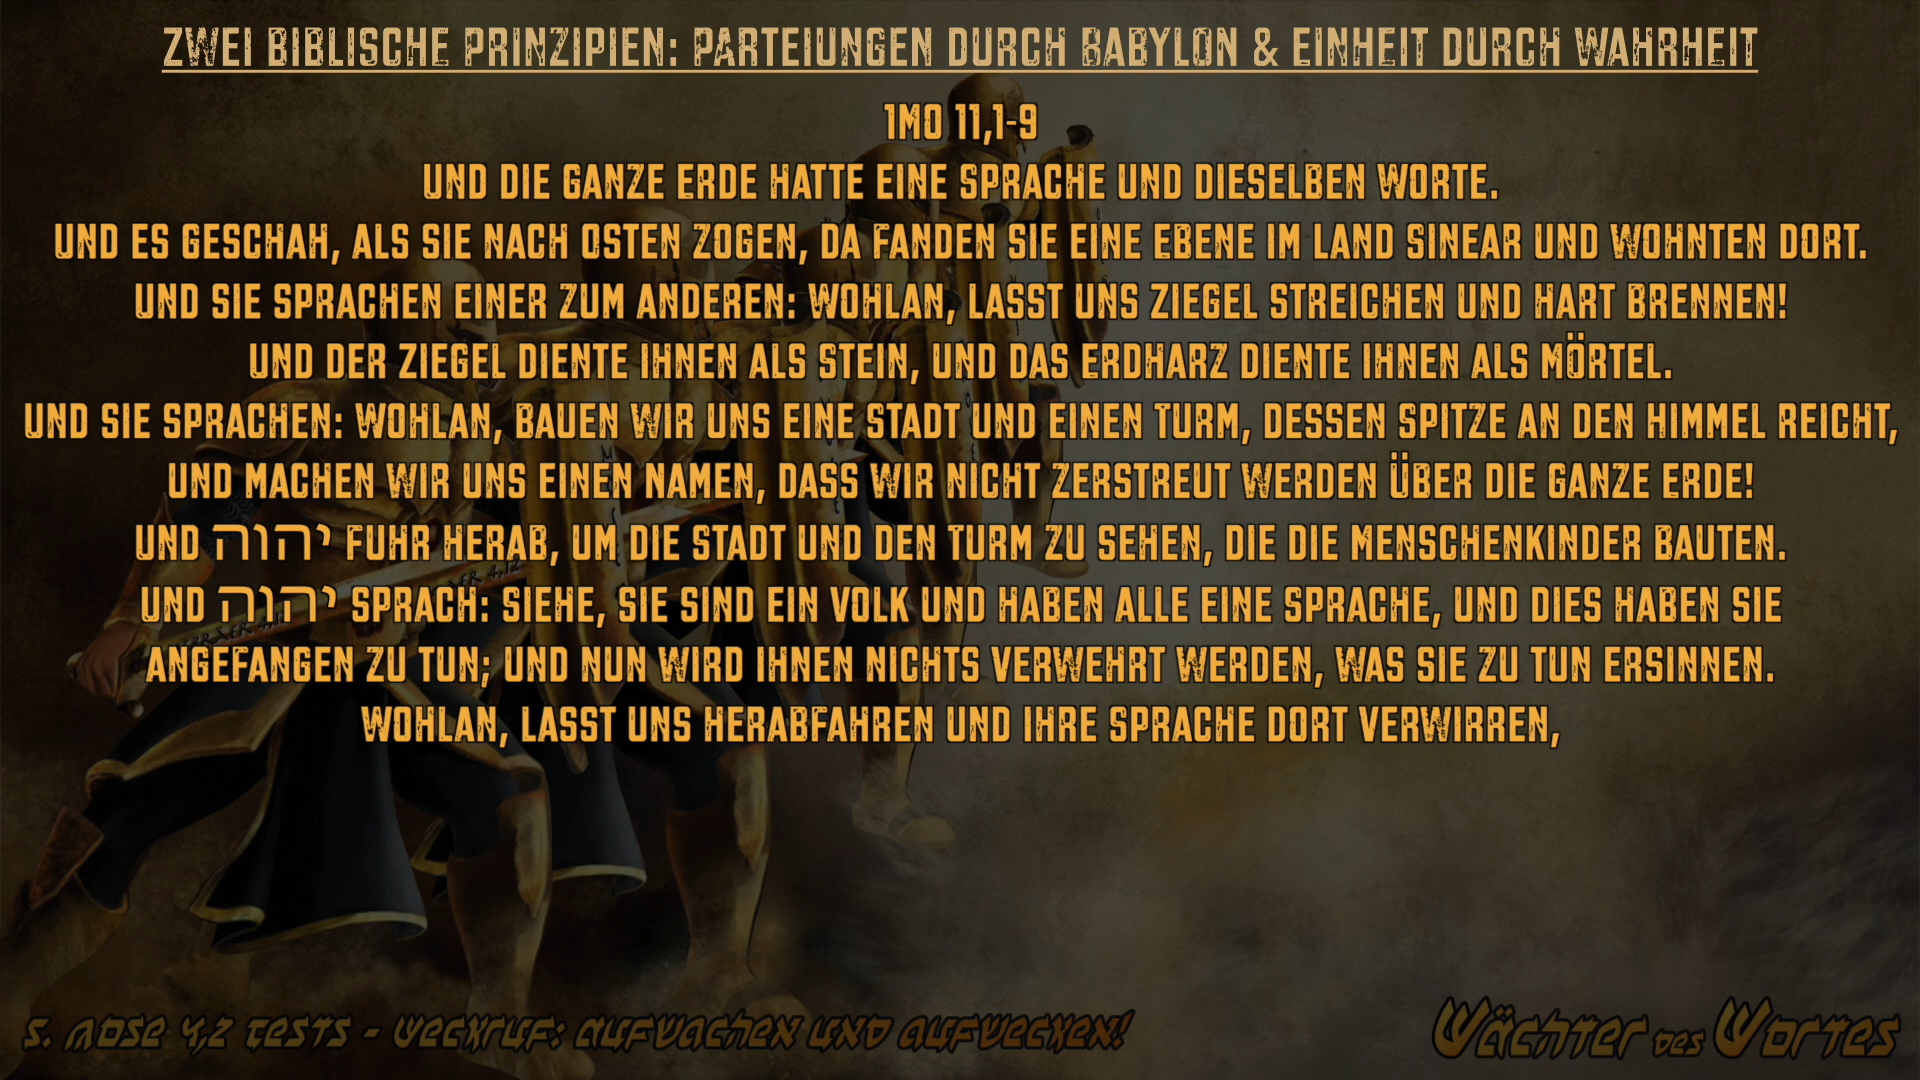 ZWEI BIBLISCHE PRINZIPIEN: PARTEIUNGEN DURCH BABYLON & EINHEIT DURCH WAHRHEIT
1MO 11,1-9
UND DIE GANZE ERDE HATTE EINE SPRACHE UND DIESELBEN WORTE.
UND ES GESCHAH, ALS SIE NACH OSTEN ZOGEN, DA FANDEN SIE EINE EBENE IM LAND SINEAR UND WOHNTEN DORT.
UND SIE SPRACHEN EINER ZUM ANDEREN: WOHLAN, LASST UNS ZIEGEL STREICHEN UND HART BRENNEN!
UND DER ZIEGEL DIENTE IHNEN ALS STEIN, UND DAS ERDHARZ DIENTE IHNEN ALS MÖRTEL.
UND SIE SPRACHEN: WOHLAN, BAUEN WIR UNS EINE STADT UND EINEN TURM, DESSEN SPITZE AN DEN HIMMEL REICHT,
UND MACHEN WIR UNS EINEN NAMEN, DASS WIR NICHT ZERSTREUT WERDEN ÜBER DIE GANZE ERDE!
UND יהוה FUHR HERAB, UM DIE STADT UND DEN TURM ZU SEHEN, DIE DIE MENSCHENKINDER BAUTEN.
UND יהוה SPRACH: SIEHE, SIE SIND EIN VOLK UND HABEN ALLE EINE SPRACHE, UND DIES HABEN SIE
ANGEFANGEN ZU TUN; UND NUN WIRD IHNEN NICHTS VERWEHRT WERDEN, WAS SIE ZU TUN ERSINNEN.
WOHLAN, LASST UNS HERABFAHREN UND IHRE SPRACHE DORT VERWIRREN,
5. MOSE 4,2 TESTS - WECKRUF: AUFWACHEN UND AUFWECKEN!
WÄCHTER DES WORTES